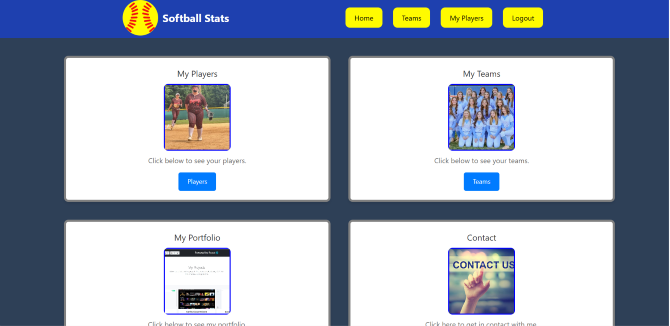 Softball Stats
Home
Teams
My Players
Logout
My Players
My Teams
Click below to see your players.
Click below to see your teams.
Players
Teams
My Portfolio
Contact
CONTACT US
Click below to see my portfolio.
Click here to get in contact with me.